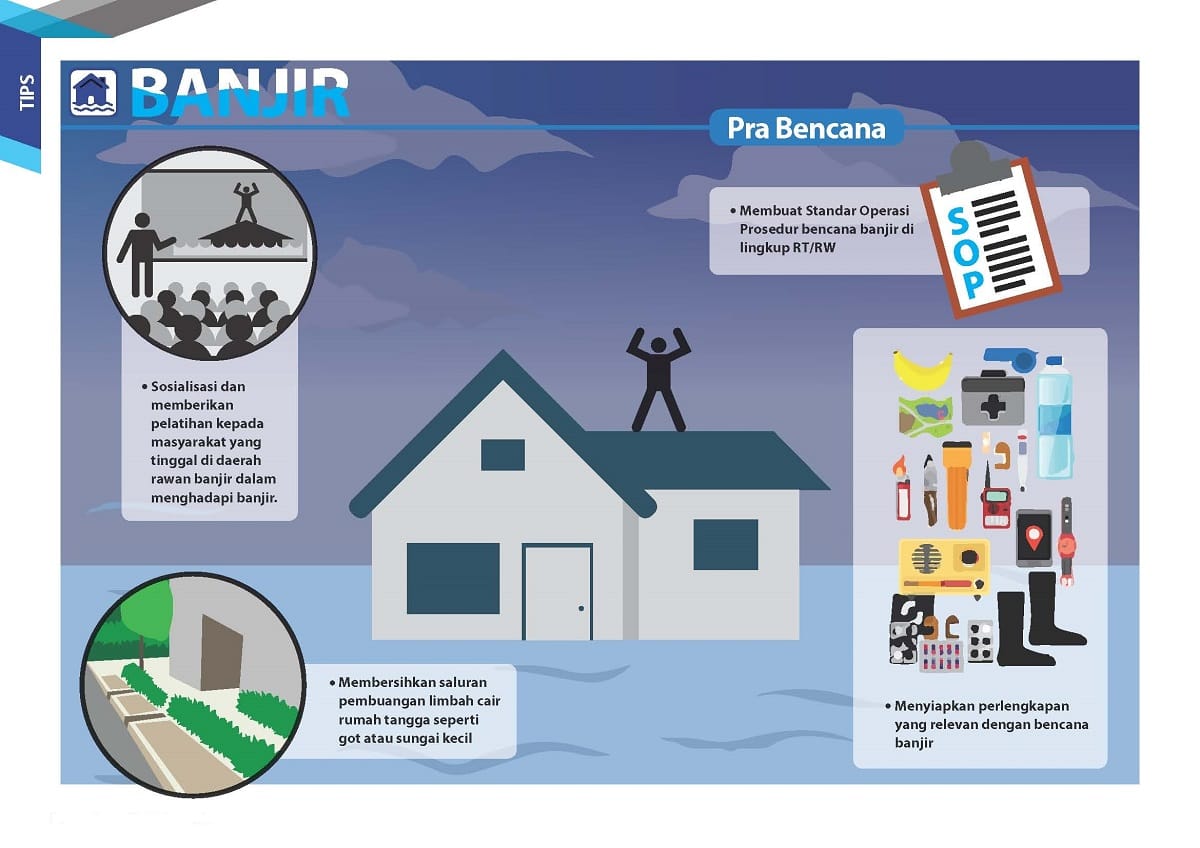 TIPS
BANJIR
Pra Bencana
• Membuat Standar Operasi
Prosedur bencana banjir di
lingkup RT/RW
SOP
• Sosialisasi dan
memberikan
pelatihan kepada
masyarakat yang
tinggal di daerah
rawan banjir dalam
menghadapi banjir.
• Membersihkan saluran
pembuangan limbah cair
rumah tangga seperti
got atau sungai kecil
• Menyiapkan perlengkapan
yang relevan dengan bencana
banjir